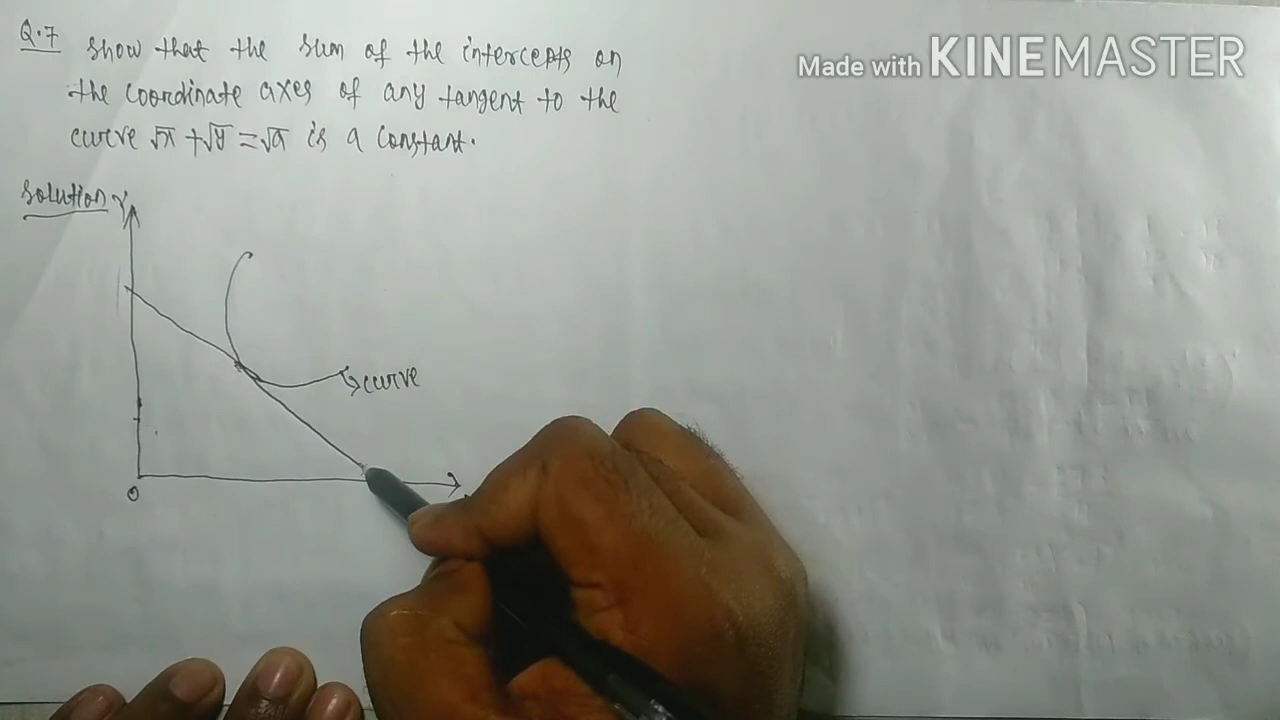 Q.7 show that the sum of the intercepts on
the coordinate axes of any tangent to the
curve √x + √y = √a is a constant.
Made with KINEMASTER
Solution
Y
curve
O